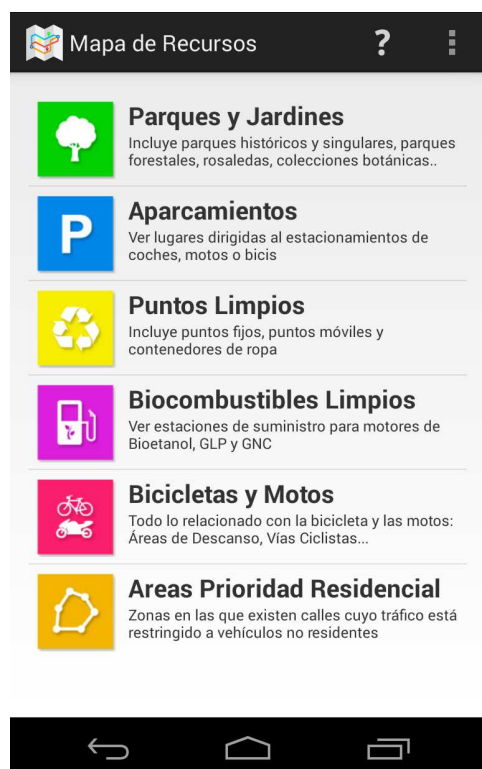 Mapa de Recursos ?
Parques y Jardines
Incluye parques históricos y singulares, parques
forestales, rosaledas, colecciones botánicas..
P
Aparcamientos
Ver lugares dirigidas al estacionamientos de
coches, motos o bicis
Puntos Limpios
Incluye puntos fijos, puntos móviles y
contenedores de ropa
Biocombustibles Limpios
Ver estaciones de suministro para motores de
Bioetanol, GLP y GNC
Bicicletas y Motos
Todo lo relacionado con la bicicleta y las motos:
Áreas de Descanso, Vías Ciclistas...
Areas Prioridad Residencial
Zonas en las que existen calles cuyo tráfico está
restringido a vehículos no residentes